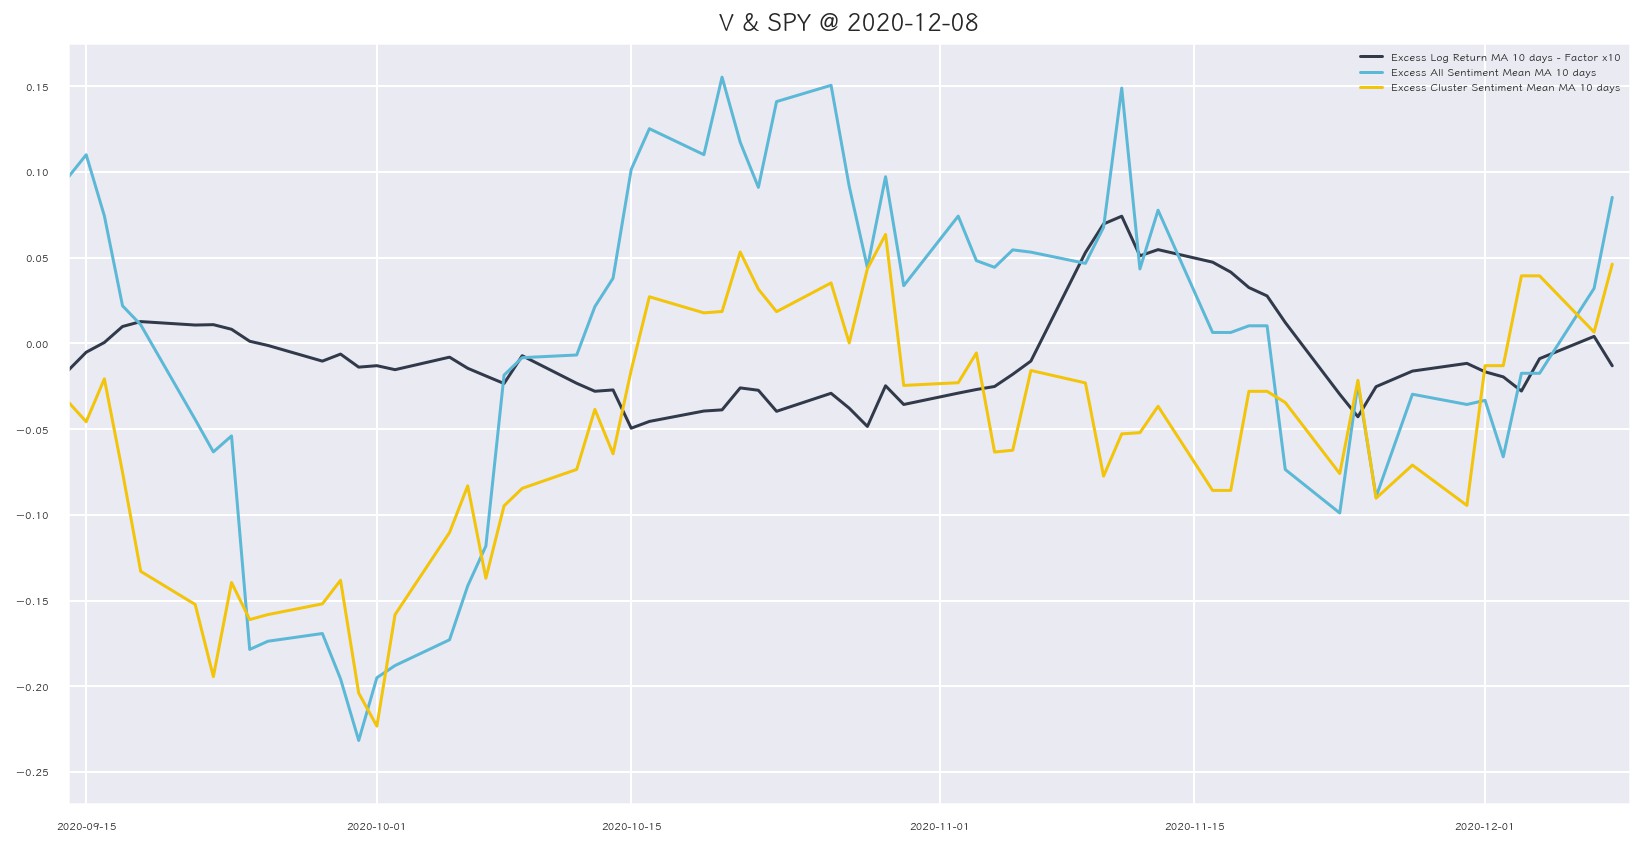 V & SPY @ 2020-12-08
Excess Log Return MA 10 days - Factor x10
Excess All Sentiment Mean MA 10 days
Excess Cluster Sentiment Mean MA 10 days
0.15
0.10
0.05
0.00
−0.05
−0.10
−0.15
−0.20
−0.25
2020-09-15 2020-10-01 2020-10-15 2020-11-01 2020-11-15 2020-12-01